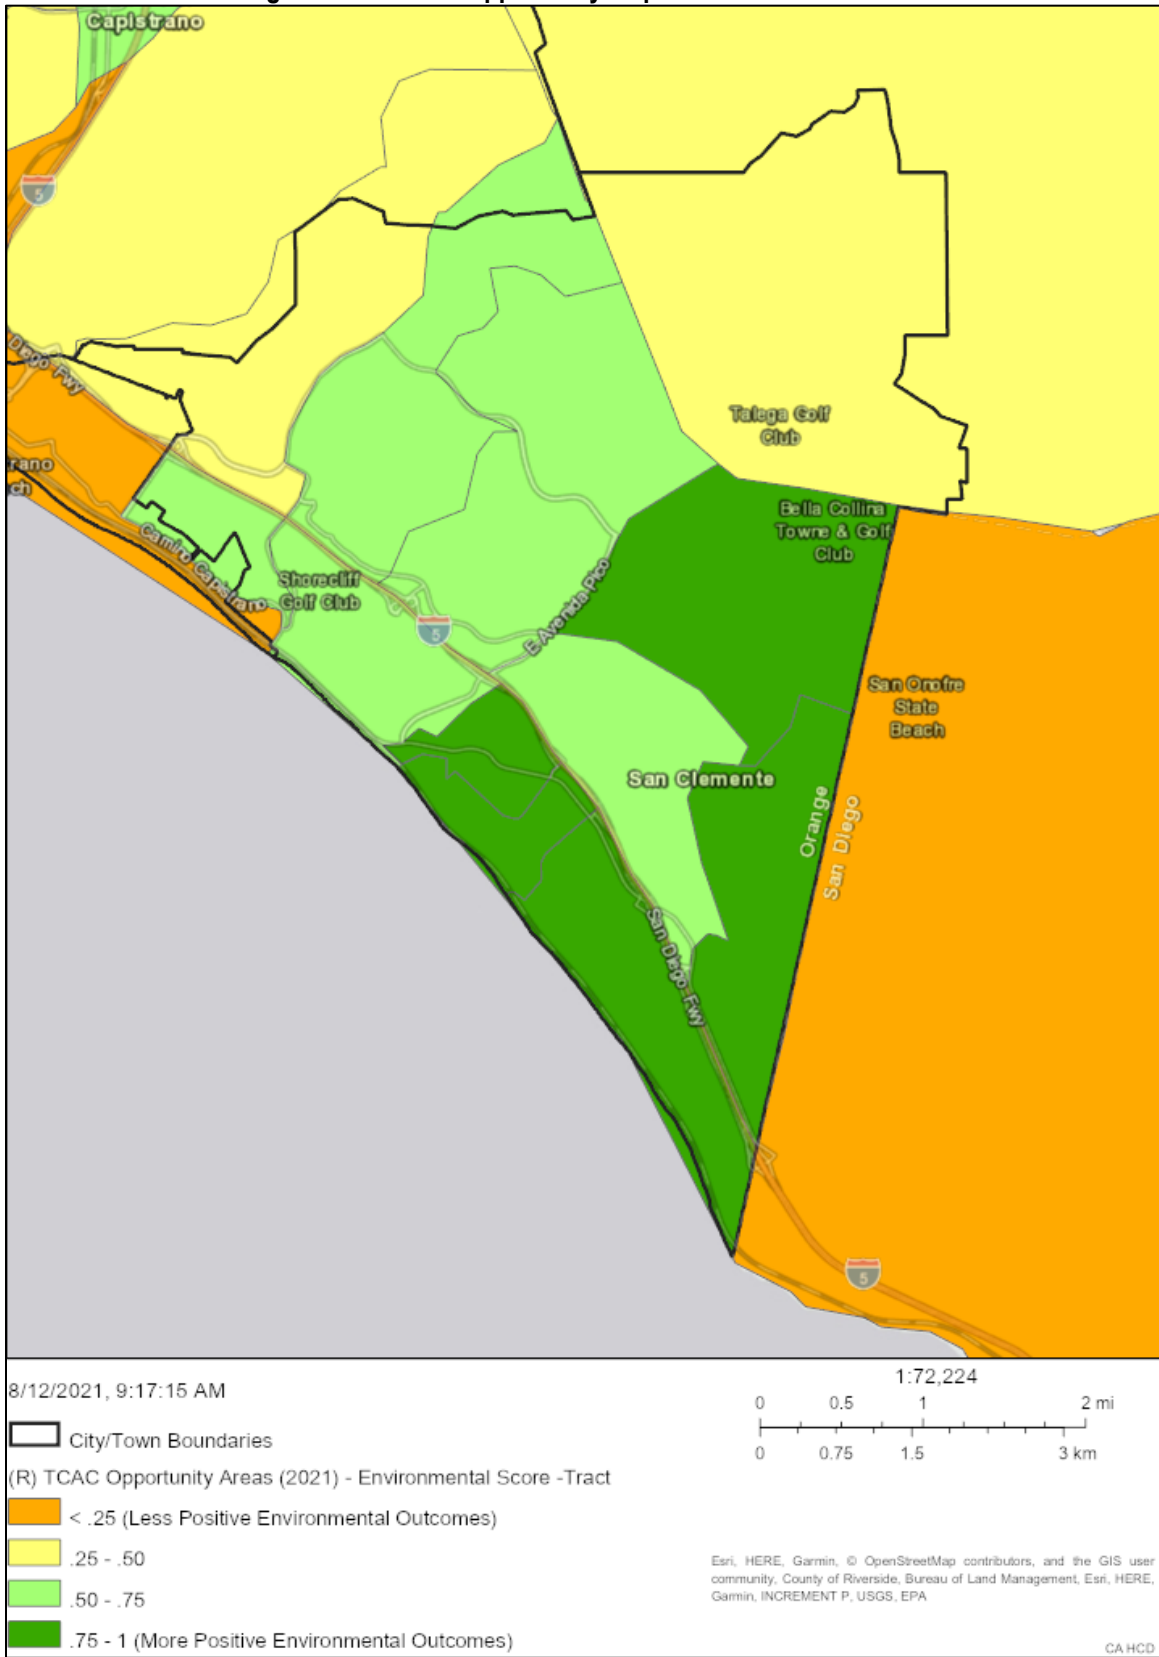 Capistrano
5
Diego Fwy
Talega Golf
Club
rano
ch
Bella Collina
Towne & Golf
Club
Camino Capistrano
Shorecliff
Golf Club
E Avenida Pico
5
San Onofre
State
Beach
San Clemente
Orange
San Diego
San Diego Fwy
5
8/12/2021, 9:17:15 AM
1:72,224
0 0.5 1 2 mi
0 0.75 1.5 3 km
City/Town Boundaries
(R) TCAC Opportunity Areas (2021) - Environmental Score -Tract
< .25 (Less Positive Environmental Outcomes)
.25 - .50
.50 - .75
.75 - 1 (More Positive Environmental Outcomes)
Esri, HERE, Garmin, © OpenStreetMap contributors, and the GIS user
community, County of Riverside, Bureau of Land Management, Esri, HERE,
Garmin, INCREMENT P, USGS, EPA
CA HCD